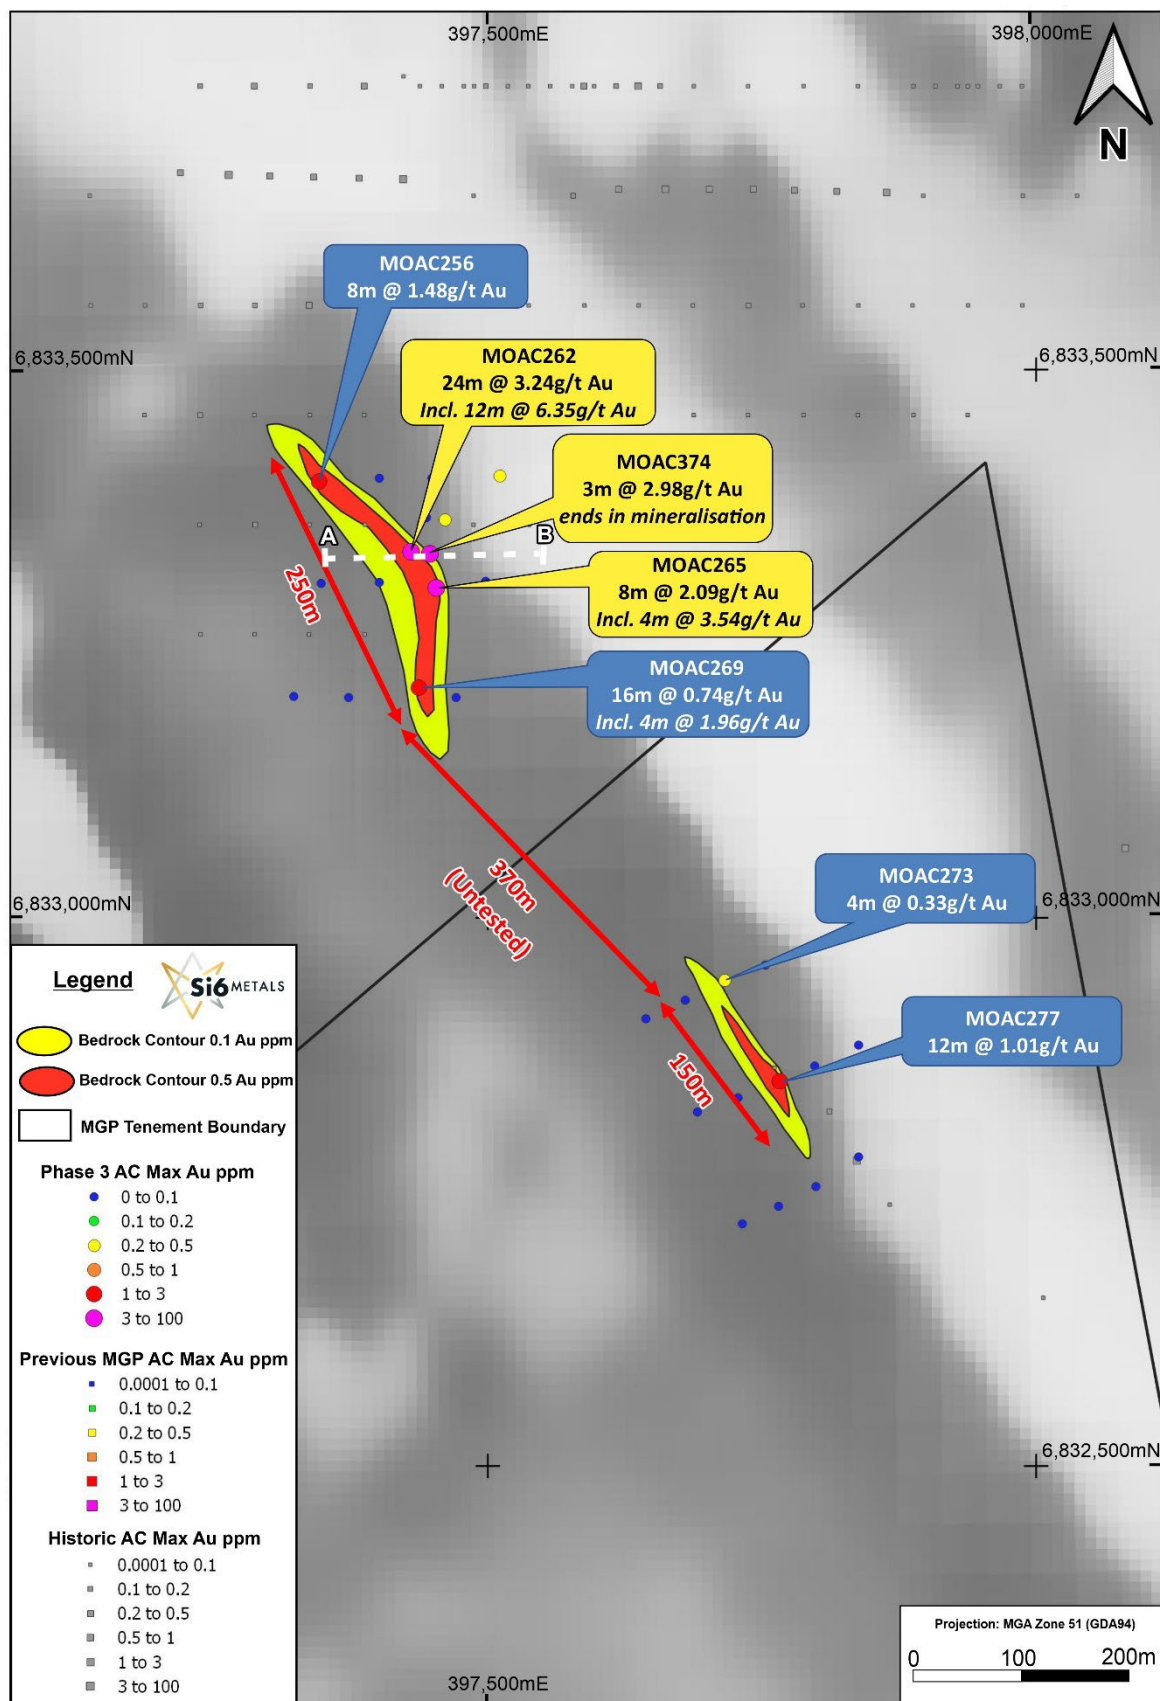 397,500mE
398,000mE
N
MOAC256
8m @ 1.48g/t Au
6,833,500mN
6,833,500mN
MOAC262
24m @ 3.24g/t Au
Incl. 12m @ 6.35g/t Au
MOAC374
3m @ 2.98g/t Au
ends in mineralisation
A
B
MOAC265
8m @ 2.09g/t Au
Incl. 4m @ 3.54g/t Au
250m
MOAC269
16m @ 0.74g/t Au
Incl. 4m @ 1.96g/t Au
370m
(Untested)
MOAC273
4m @ 0.33g/t Au
6,833,000mN
6,833,000mN
MOAC277
12m @ 1.01g/t Au
150m
Legend
Si6 METALS
Bedrock Contour 0.1 Au ppm
Bedrock Contour 0.5 Au ppm
MGP Tenement Boundary
Phase 3 AC Max Au ppm
0 to 0.1
0.1 to 0.2
0.2 to 0.5
0.5 to 1
1 to 3
3 to 100
Previous MGP AC Max Au ppm
0.0001 to 0.1
0.1 to 0.2
0.2 to 0.5
0.5 to 1
1 to 3
3 to 100
Historic AC Max Au ppm
0.0001 to 0.1
0.1 to 0.2
0.2 to 0.5
0.5 to 1
1 to 3
3 to 100
6,832,500mN
397,500mE
Projection: MGA Zone 51 (GDA94)
0 100 200m